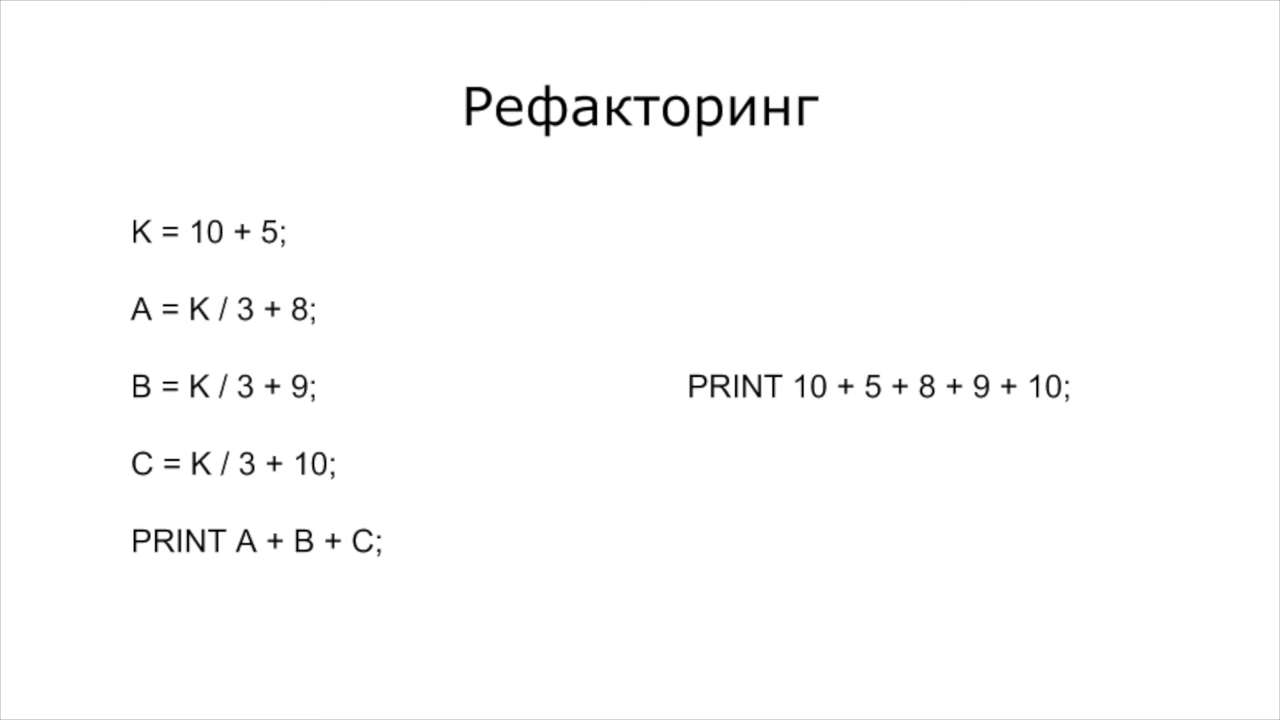 Рефакторинг
K = 10 + 5;
A = K / 3 + 8;
B = K / 3 + 9;
PRINT 10 + 5 + 8 + 9 + 10;
C = K / 3 + 10;
PRINT A + B + C;